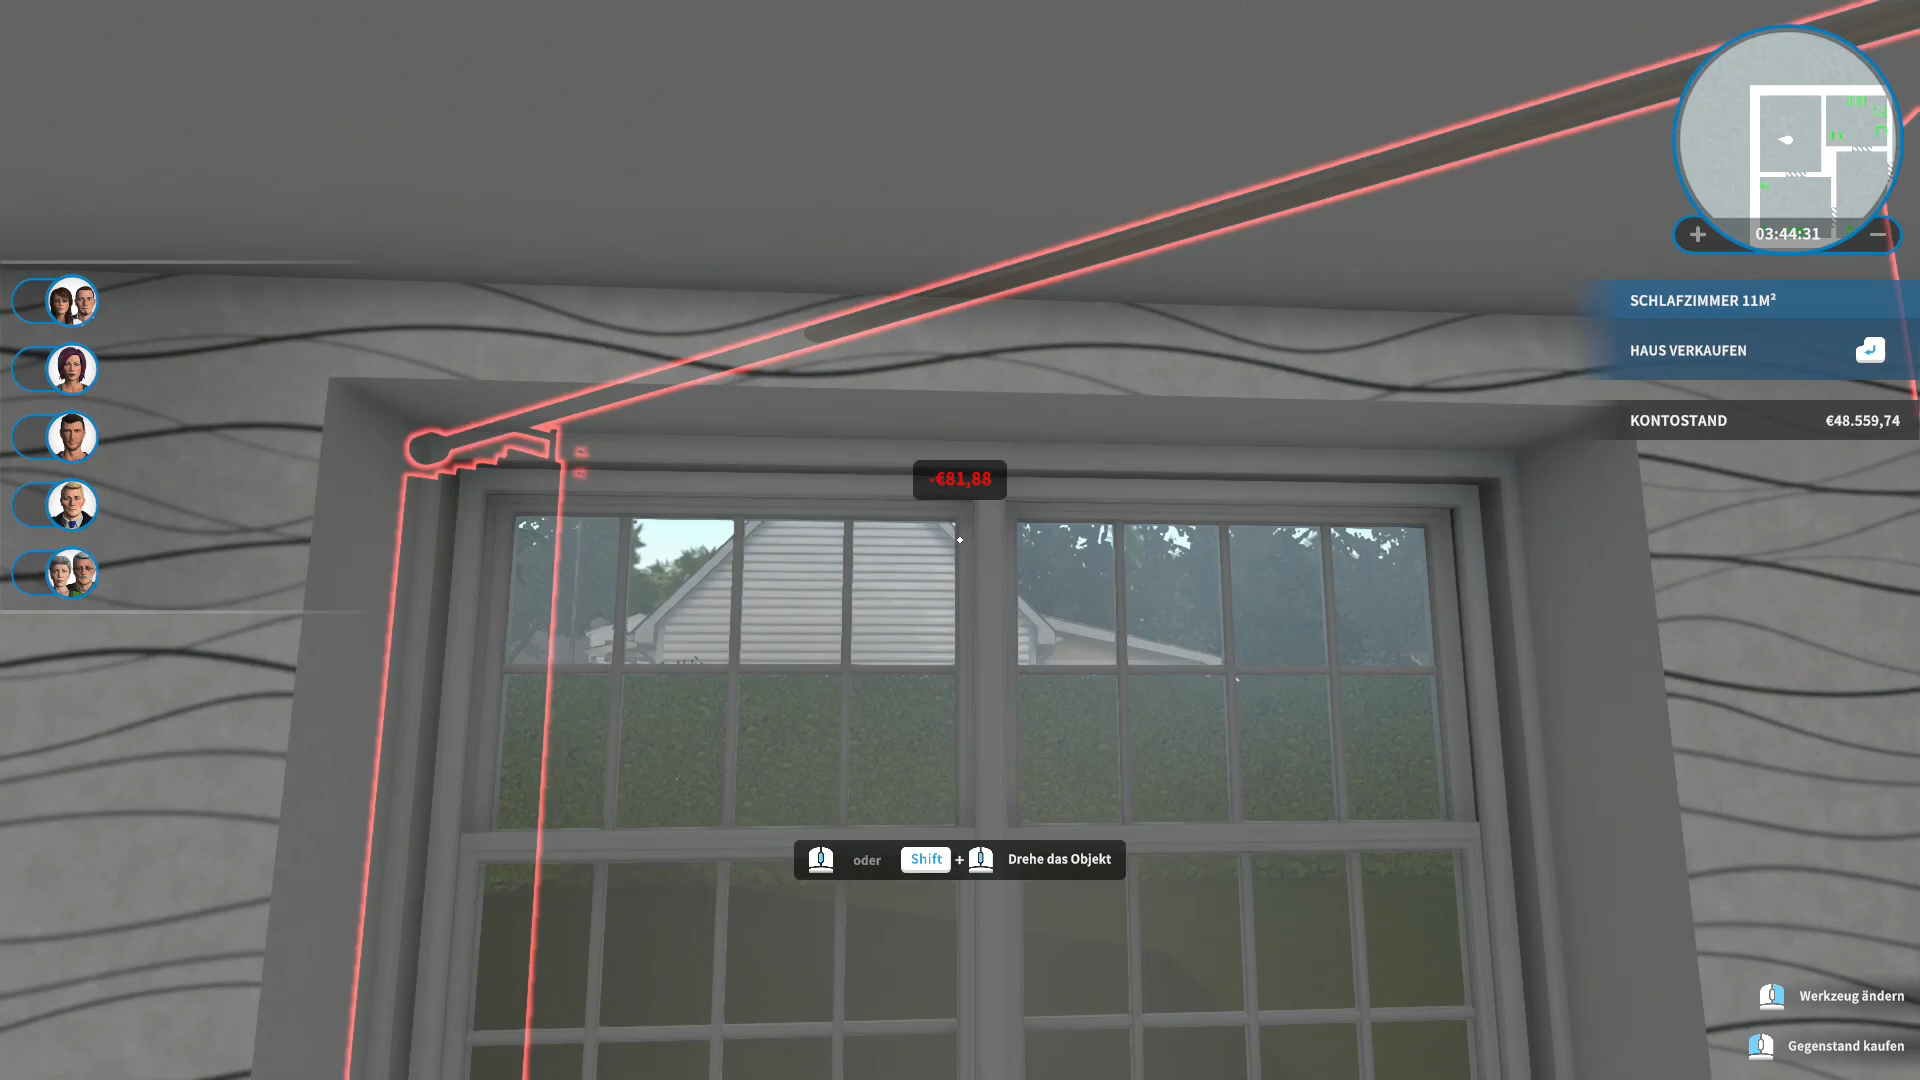 03:44:31
SCHLAFZIMMER 11M²
HAUS VERKAUFEN
KONTOSTAND €48.559,74
-€81,88
oder Shift + Drehe das Objekt
Werkzeug ändern
Gegenstand kaufen